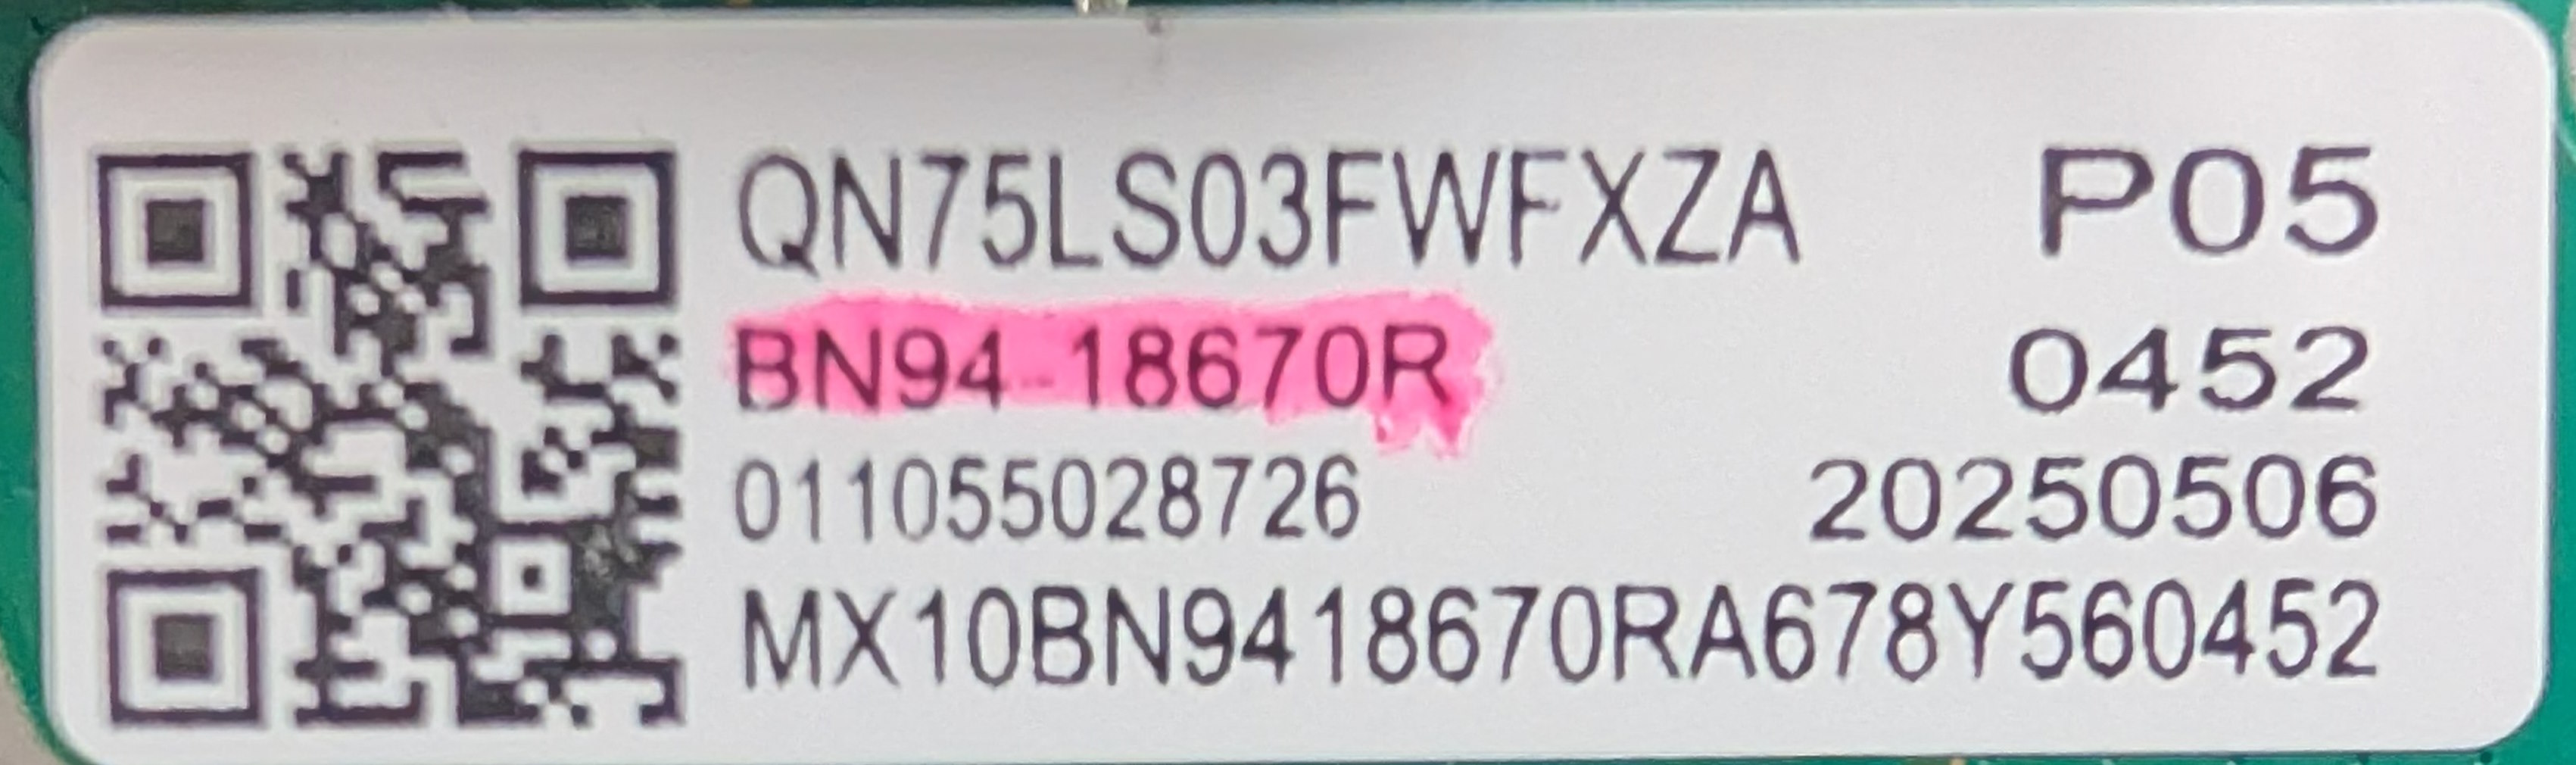 QN75LS03FWFXZA P05
BN94-18670R 0452
011055028726 20250506
MX10BN9418670RA678Y560452